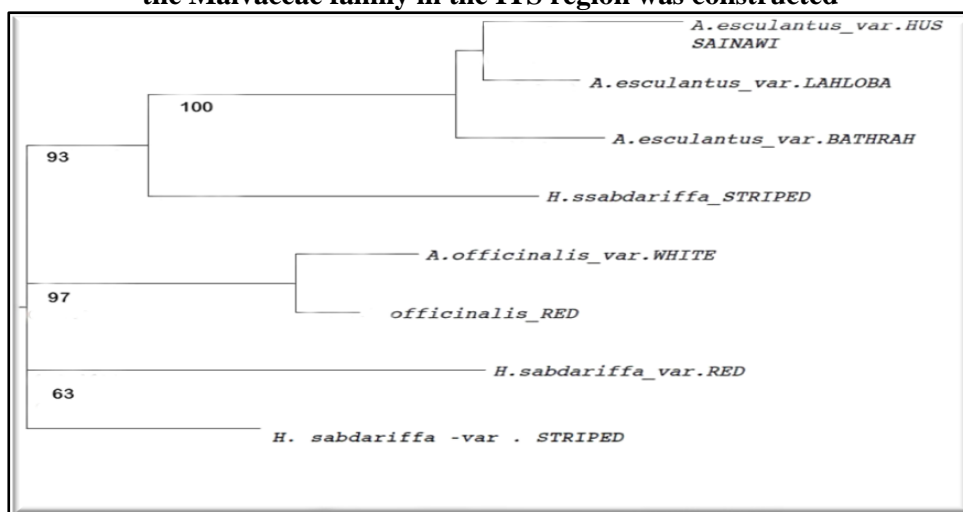 the Malvaceae family in the ITS region was constructed
A.esculantus_var.HUS
SAINAWI
A.esculantus_var.LAHLOBA
100
A.esculantus_var.BATHRAH
93
H.ssabdariffa_STRIPED
A.officinalis_var.WHITE
97
officinalis_RED
H.sabdariffa_var.RED
63
H. sabdariffa -var . STRIPED